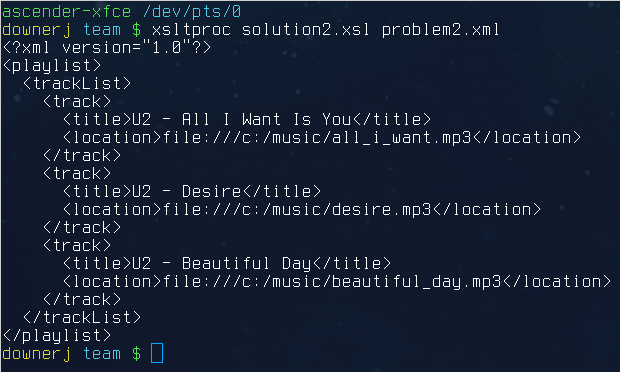 ascender-xfce /dev/pts/0
downerj team $ xsltproc solution2.xsl problem2.xml
<?xml version="1.0"?>
<playlist>
  <trackList>
    <track>
      <title>U2 - All I Want Is You</title>
      <location>file:///c:/music/all_i_want.mp3</location>
    </track>
    <track>
      <title>U2 - Desire</title>
      <location>file:///c:/music/desire.mp3</location>
    </track>
    <track>
      <title>U2 - Beautiful Day</title>
      <location>file:///c:/music/beautiful_day.mp3</location>
    </track>
  </trackList>
</playlist>
downerj team $